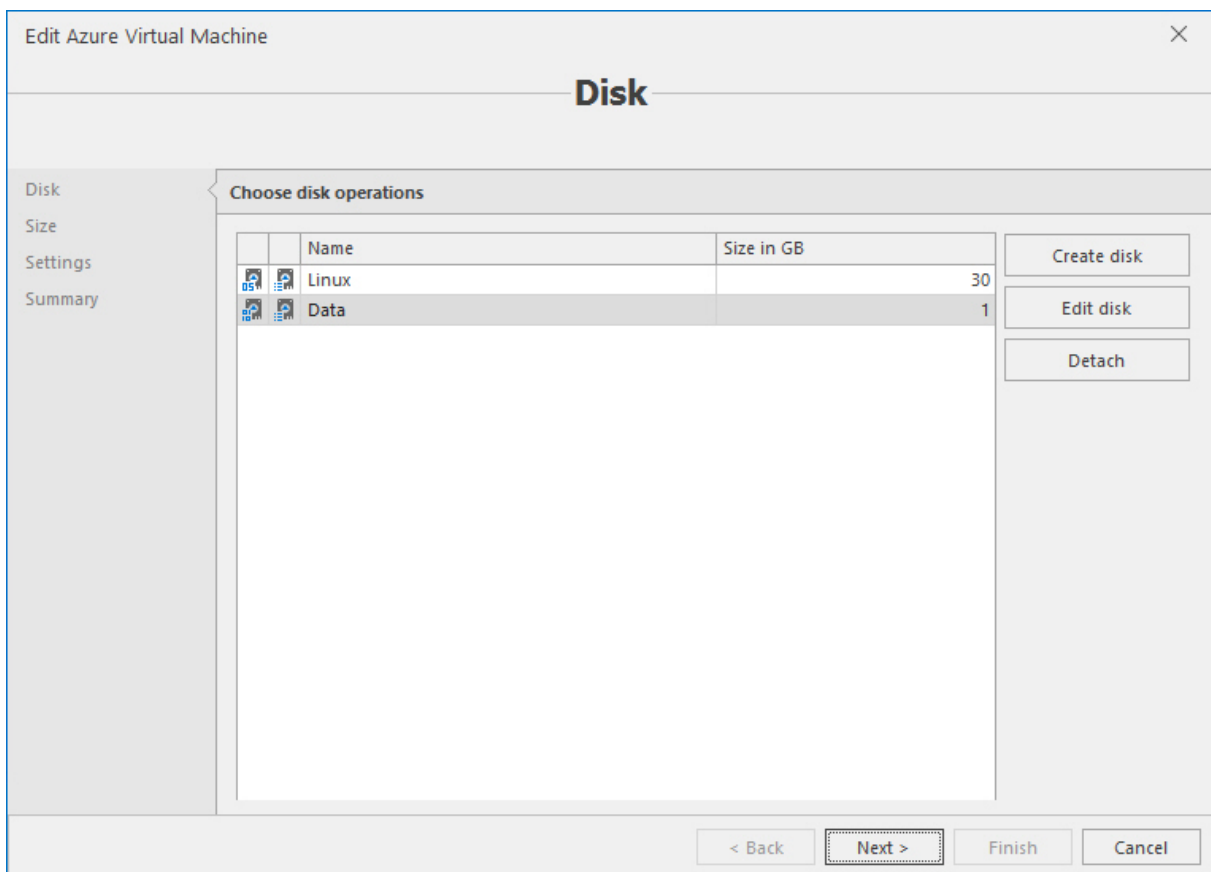 Edit Azure Virtual Machine
Disk
Disk
Size
Settings
Summary
Choose disk operations
Name Size in GB
Linux 30
Data 1
Create disk
Edit disk
Detach
< Back Next > Finish Cancel